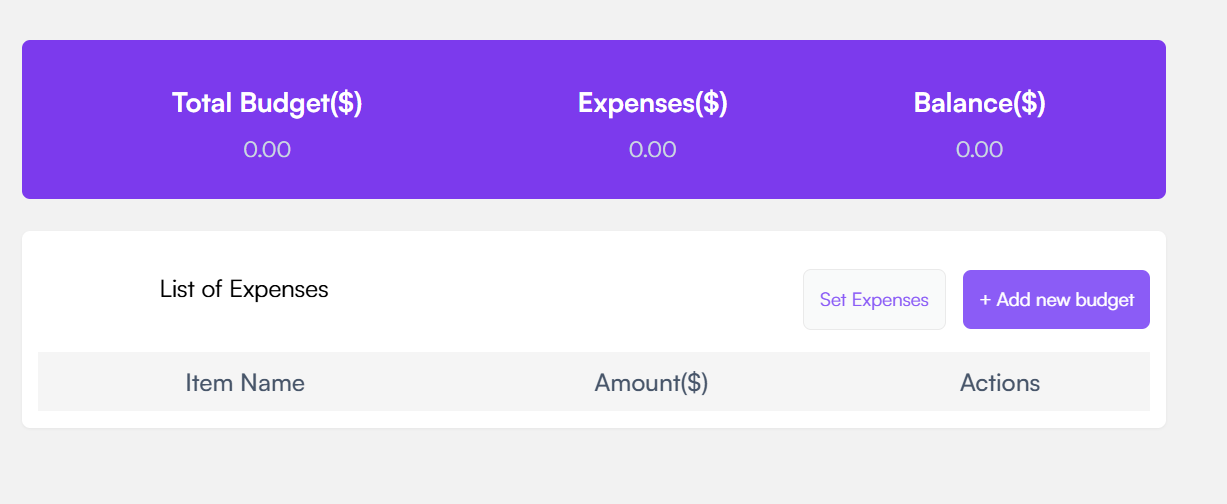 Total Budget($) Expenses($) Balance($)
0.00 0.00 0.00
List of Expenses Set Expenses + Add new budget
Item Name Amount($) Actions